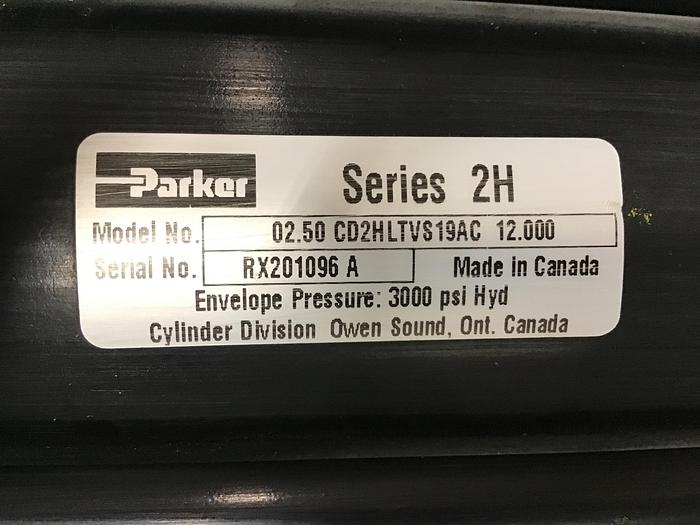 Parker Series 2H
Model No. 02.50 CD2HLTVS19AC 12.000
Serial No. RX201096 A Made in Canada
Envelope Pressure: 3000 psi Hyd
Cylinder Division Owen Sound, Ont. Canada